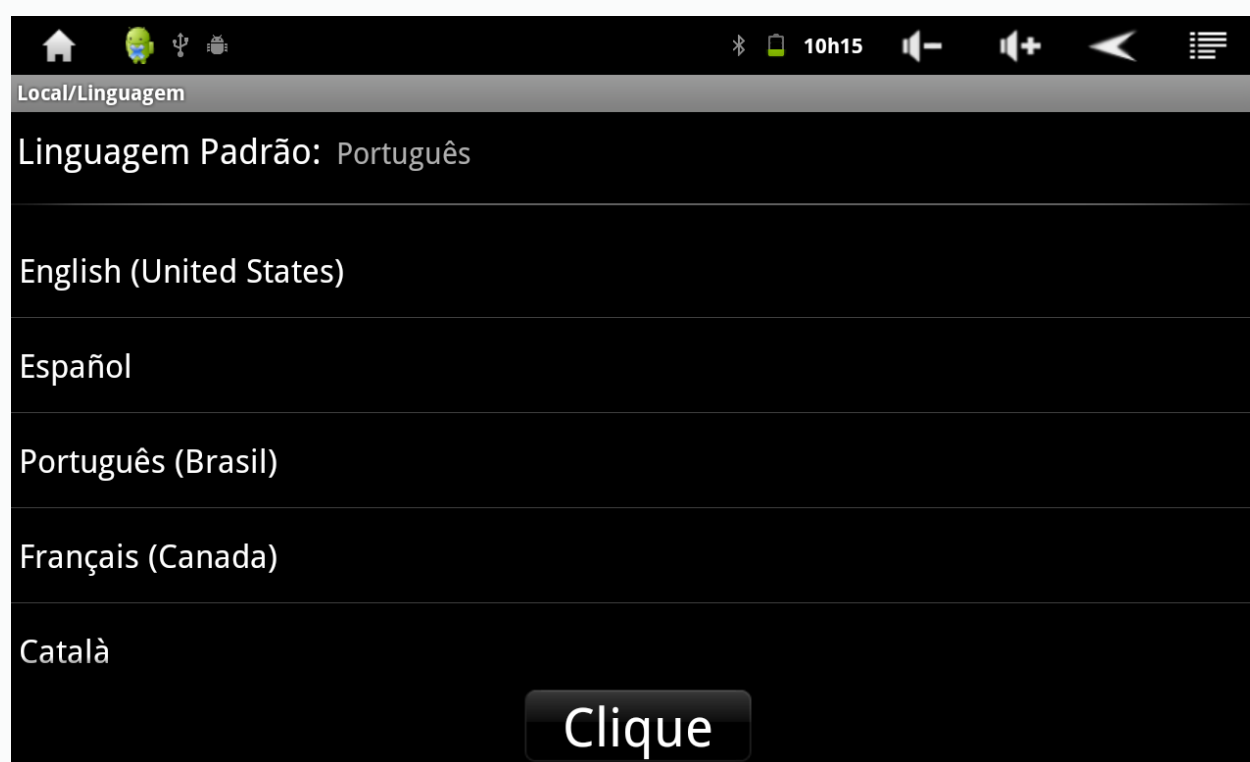 10h15
Local/Linguagem
Linguagem Padrão: Português
English (United States)
Español
Português (Brasil)
Français (Canada)
Català
Clique